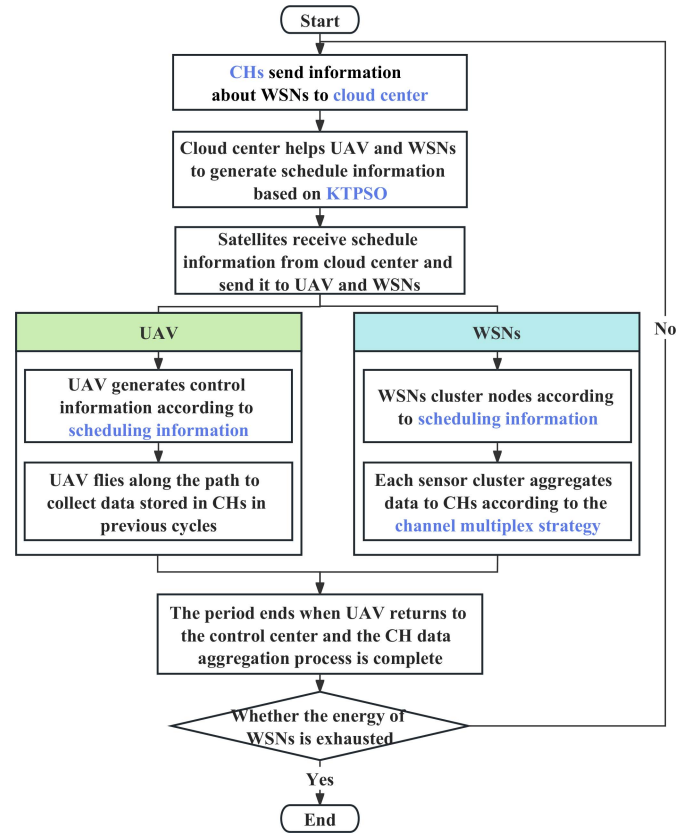 Start
CHs send information
about WSNs to cloud center
Cloud center helps UAV and WSNs
to generate schedule information
based on KTPSO
Satellites receive schedule
information from cloud center and
send it to UAV and WSNs
UAV
UAV generates control
information according to
scheduling information
UAV flies along the path to
collect data stored in CHs in
previous cycles
WSNs
WSNs cluster nodes according
to scheduling information
Each sensor cluster aggregates
data to CHs according to the
channel multiplex strategy
No
The period ends when UAV returns to
the control center and the CH data
aggregation process is complete
Whether the energy of
WSNs is exhausted
Yes
End